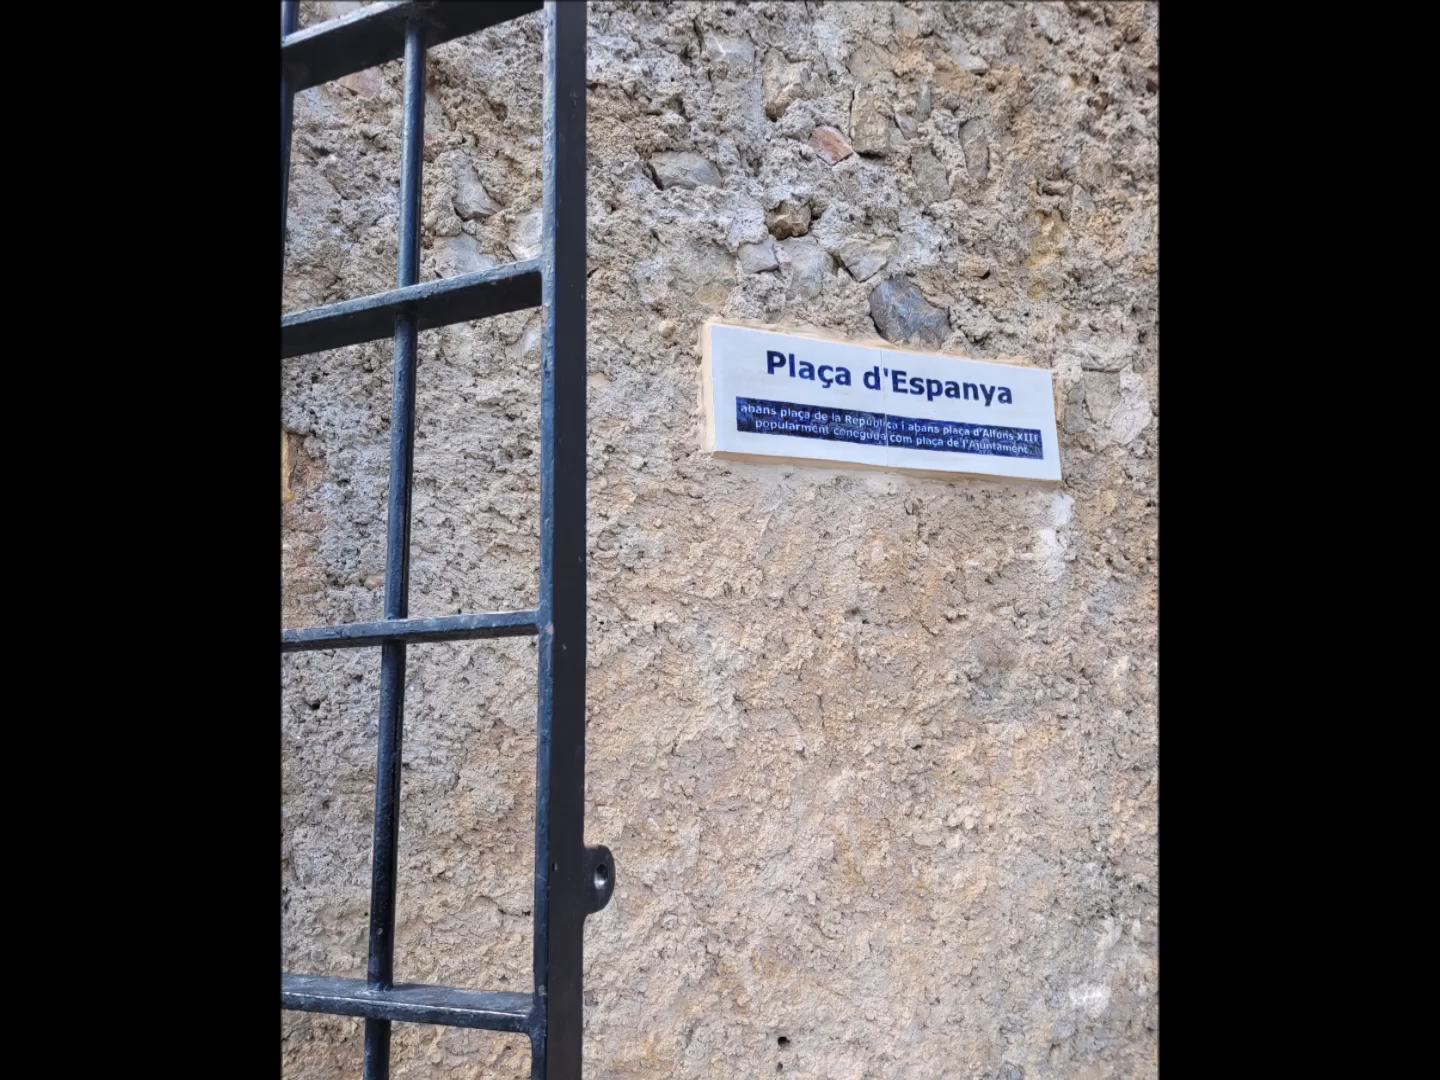 Plaça d'Espanya
abans plaça de la República i abans plaça d'Alfons XIII
popularment coneguda com plaça de l'Ajuntament